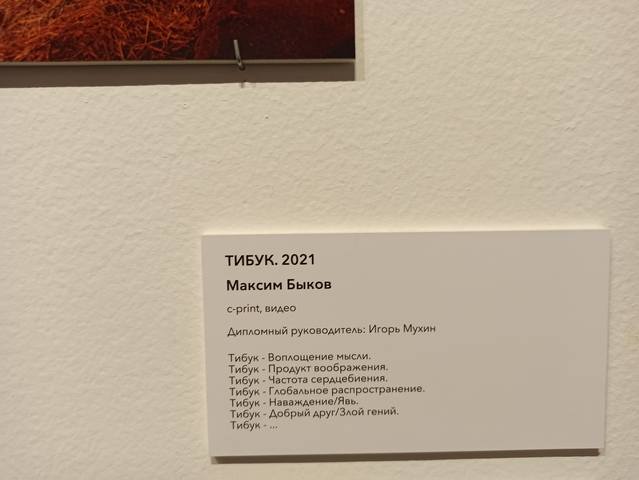 ТИБУК. 2021
Максим Быков
c-print, видео
Дипломный руководитель: Игорь Мухин
Тибук - Воплощение мысли.
Тибук - Продукт воображения.
Тибук - Частота сердцебиения.
Тибук - Глобальное распространение.
Тибук - Наваждение/Явь.
Тибук - Добрый друг/Злой гений.
Тибук - ...